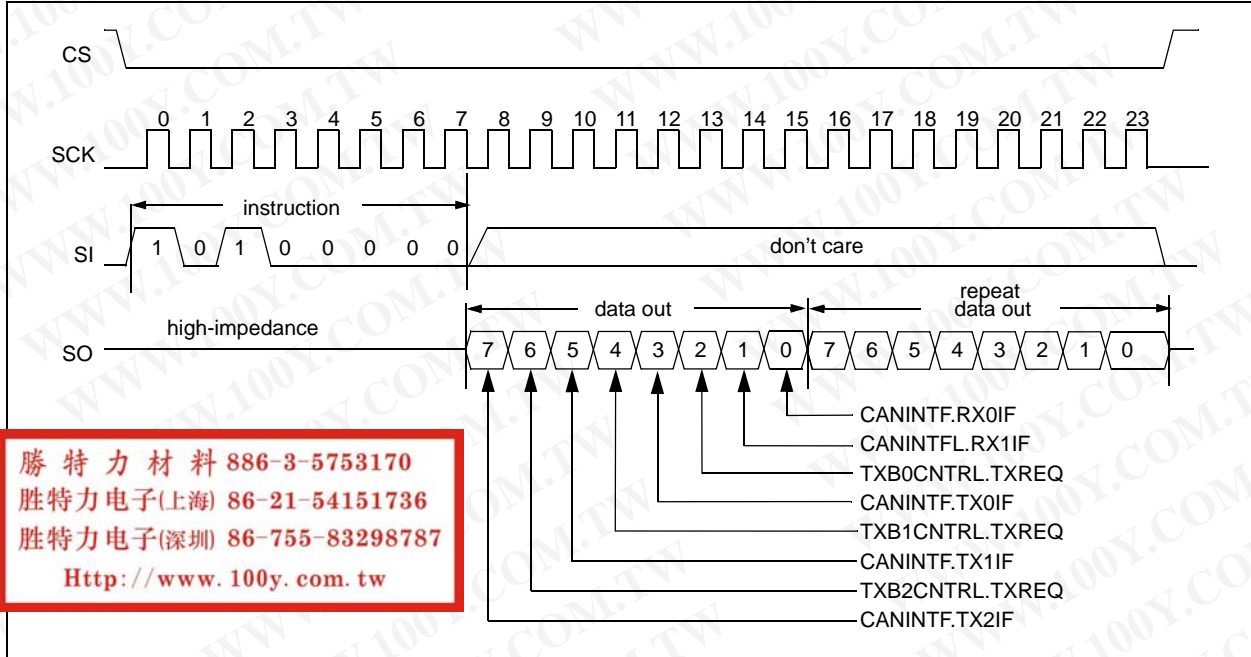 CS
0 1 2 3 4 5 6 7 8 9 10 11 12 13 14 15 16 17 18 19 20 21 22 23
SCK
instruction
SI 1 0 1 0 0 0 0 0 don't care
high-impedance
data out
repeat
data out
SO 7 6 5 4 3 2 1 0 7 6 5 4 3 2 1 0
CANINTF.RX0IF
CANINTFL.RX1IF
TXB0CNTRL.TXREQ
CANINTF.TX0IF
TXB1CNTRL.TXREQ
CANINTF.TX1IF
TXB2CNTRL.TXREQ
CANINTF.TX2IF
勝 特 力 材 料 886-3-5753170
胜特力电子(上海) 86-21-54151736
胜特力电子(深圳) 86-755-83298787
Http://www.100y.com.tw
WWW.100Y.COM.TW